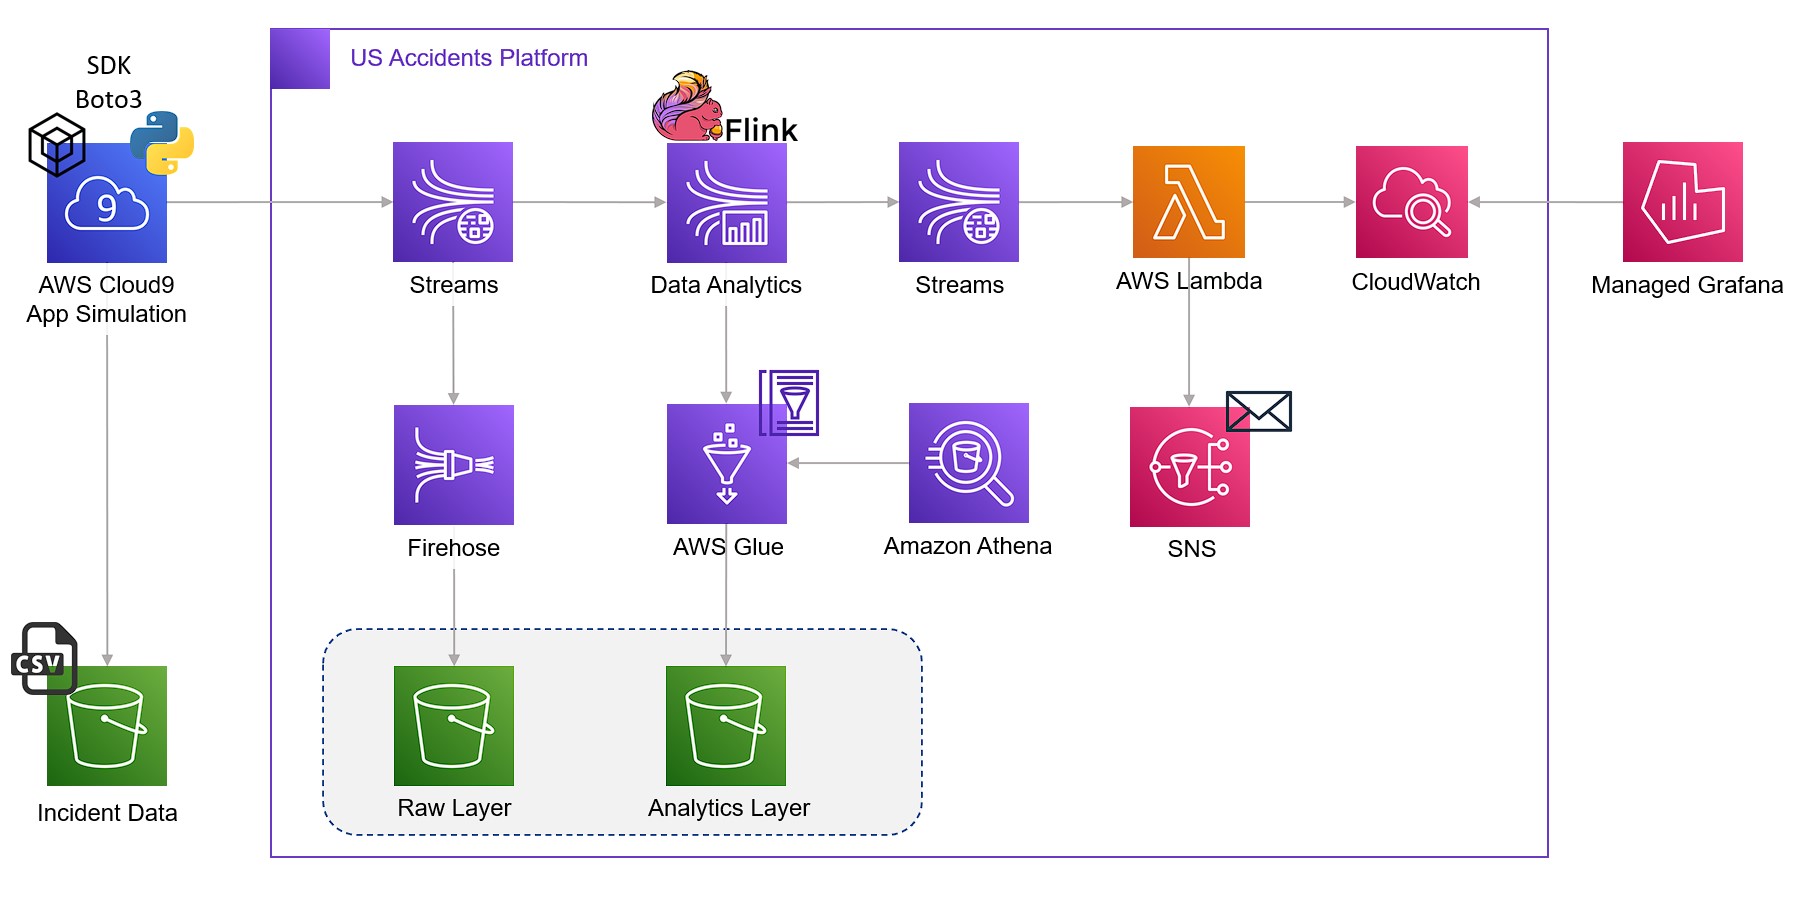 SDK
Boto3
US Accidents Platform
Flink
9
AWS Cloud9
App Simulation
Streams
Data Analytics
Streams
AWS Lambda
CloudWatch
Managed Grafana
Firehose
AWS Glue
Amazon Athena
SNS
CSV
Incident Data
Raw Layer
Analytics Layer